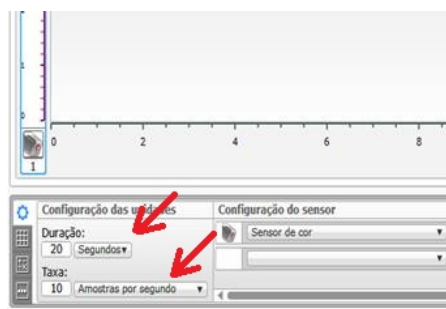 1
0
1
0 2 4 6 8
Configuração das unidades Configuração do sensor
Duração:
20 Segundos
Sensor de cor
Taxa:
10 Amostras por segundo